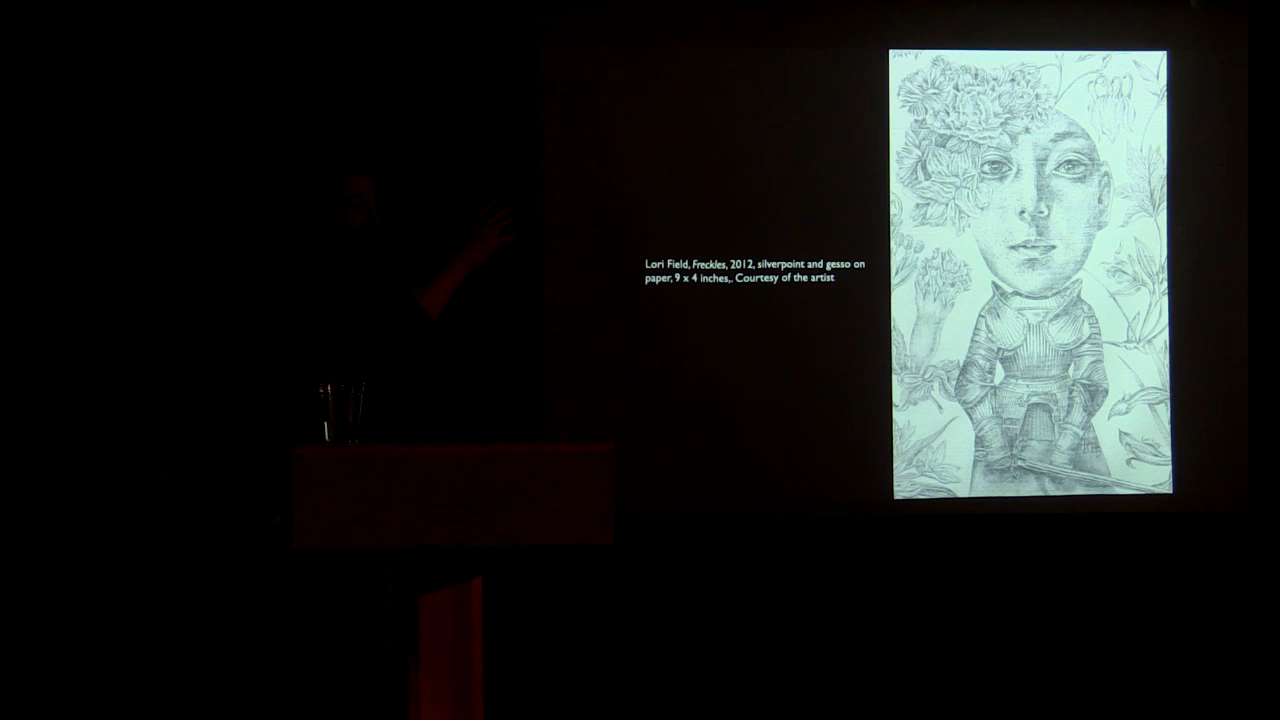 Lori Field, Freckles, 2012, silverpoint and gesso on
paper, 9 x 4 inches,. Courtesy of the artist